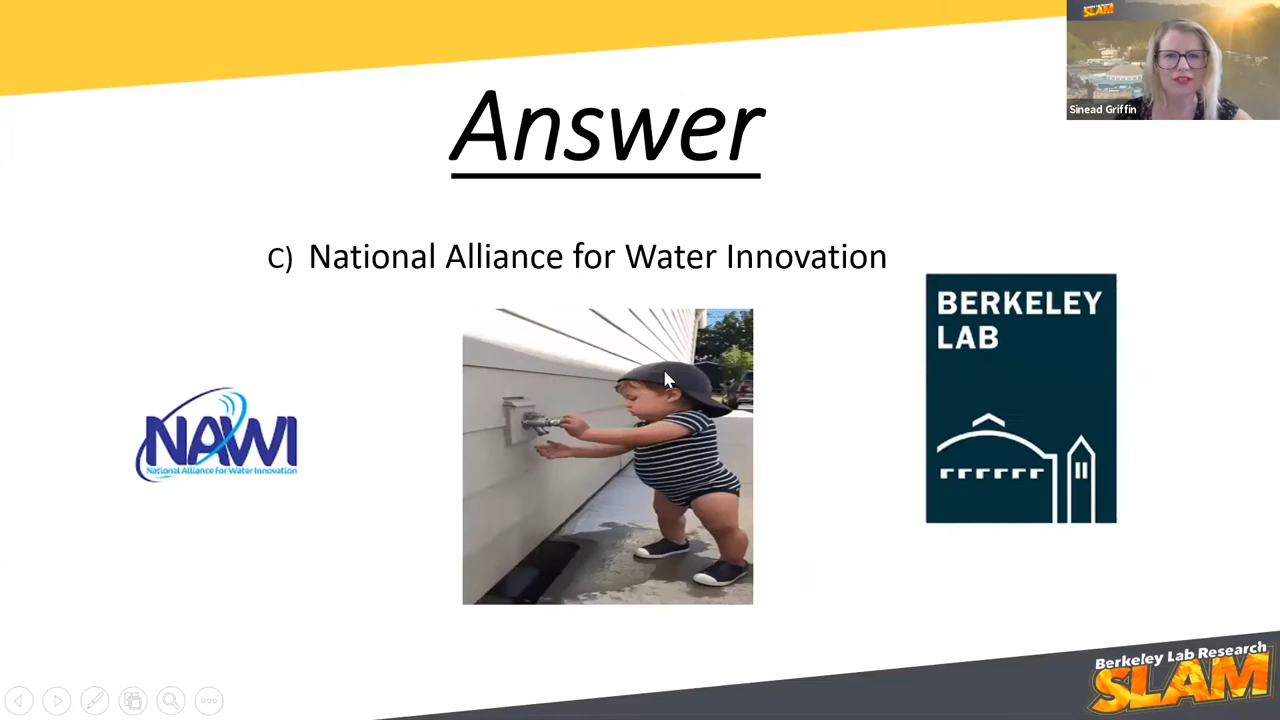 SLAM
Sinead Griffin
Answer
C) National Alliance for Water Innovation
BERKELEY
LAB
NAWI
National Alliance for Water Innovation
Berkeley Lab Research
SLAM